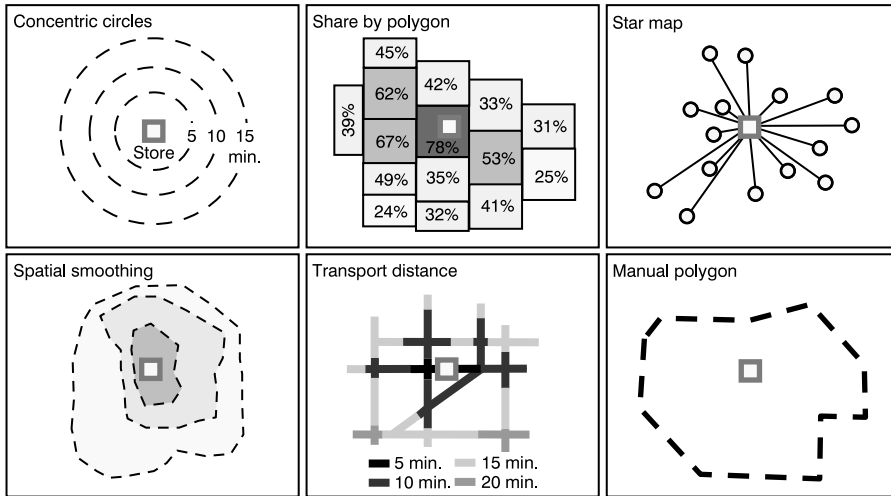 Concentric circles
Store
5 10 15
min.
Share by polygon
45%
42%
62%
33%
39%
31%
67%
78%
53%
49%
35%
25%
24%
32%
41%
Star map
Spatial smoothing
Transport distance
5 min. 15 min.
10 min. 20 min.
Manual polygon